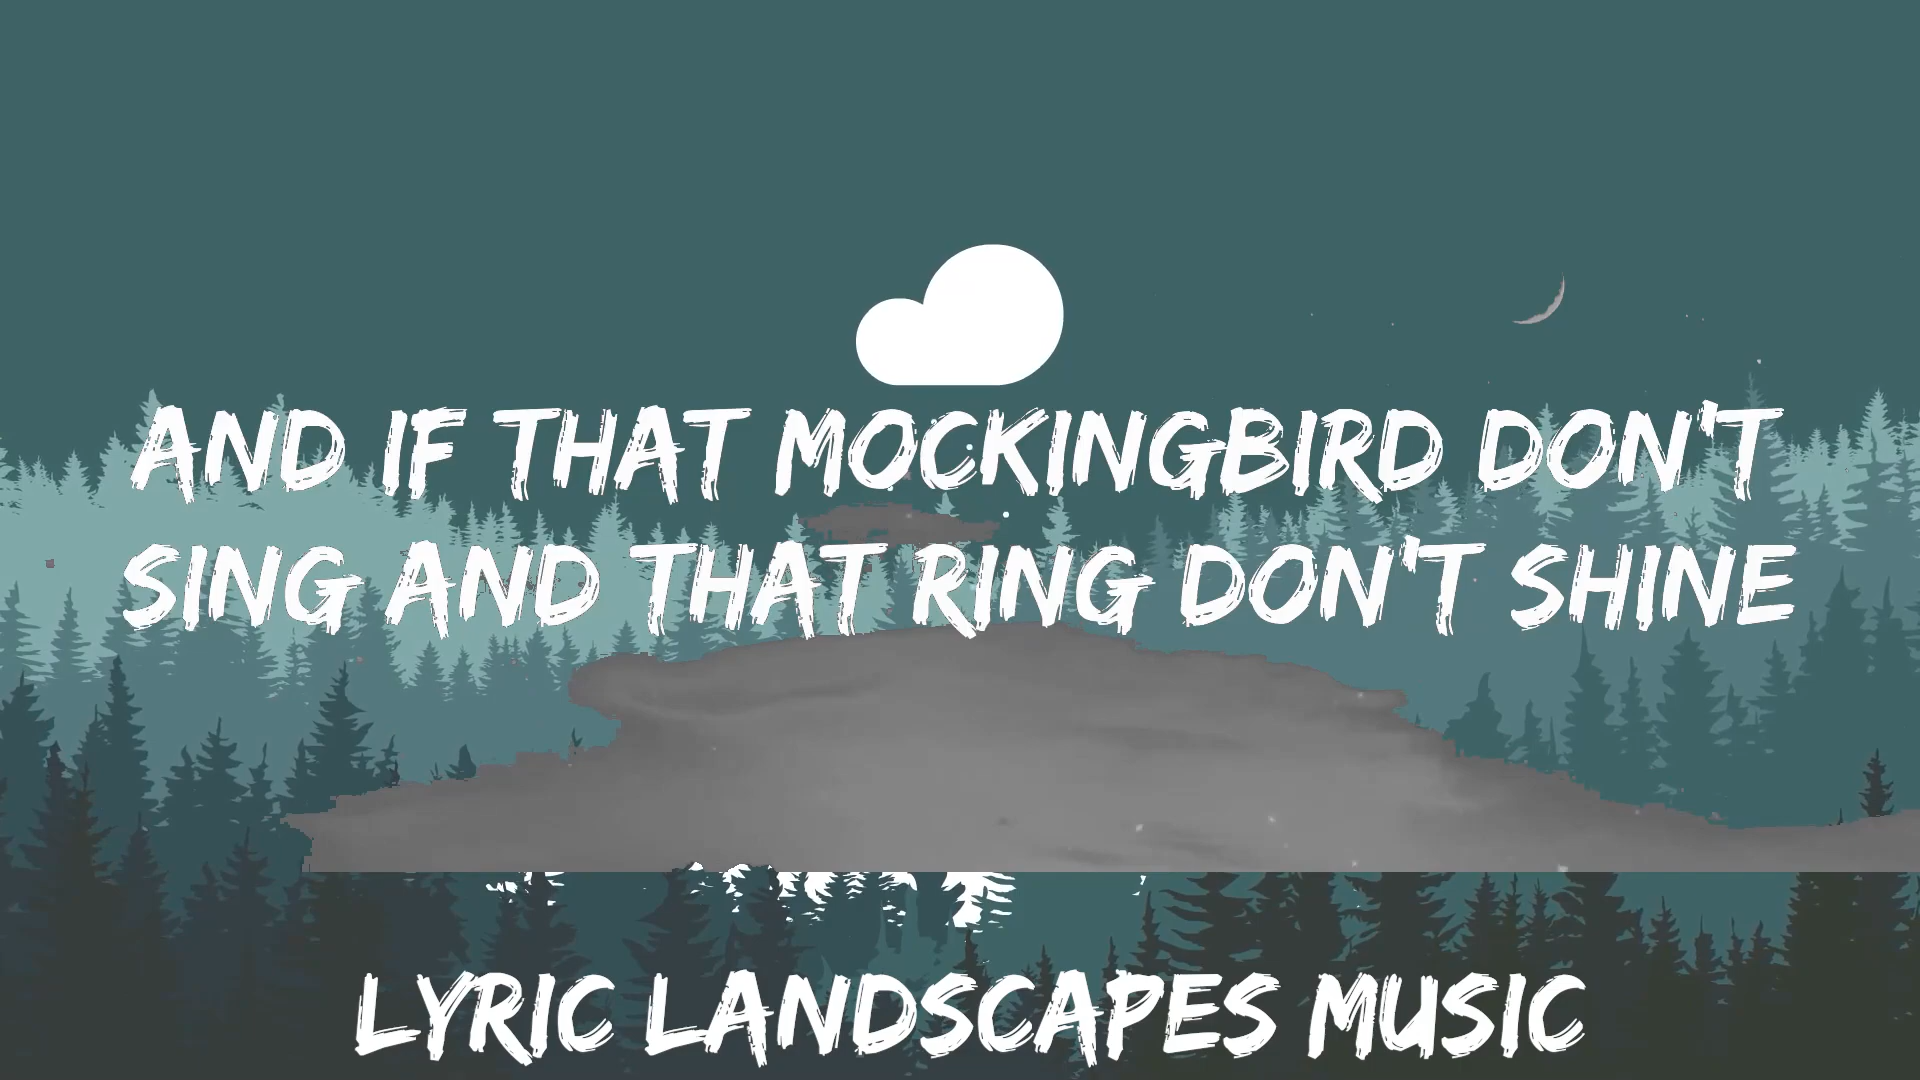 AND IF THAT MOCKINGBIRD DON'T
SING AND THAT RING DON'T SHINE
LYRIC LANDSCAPES MUSIC